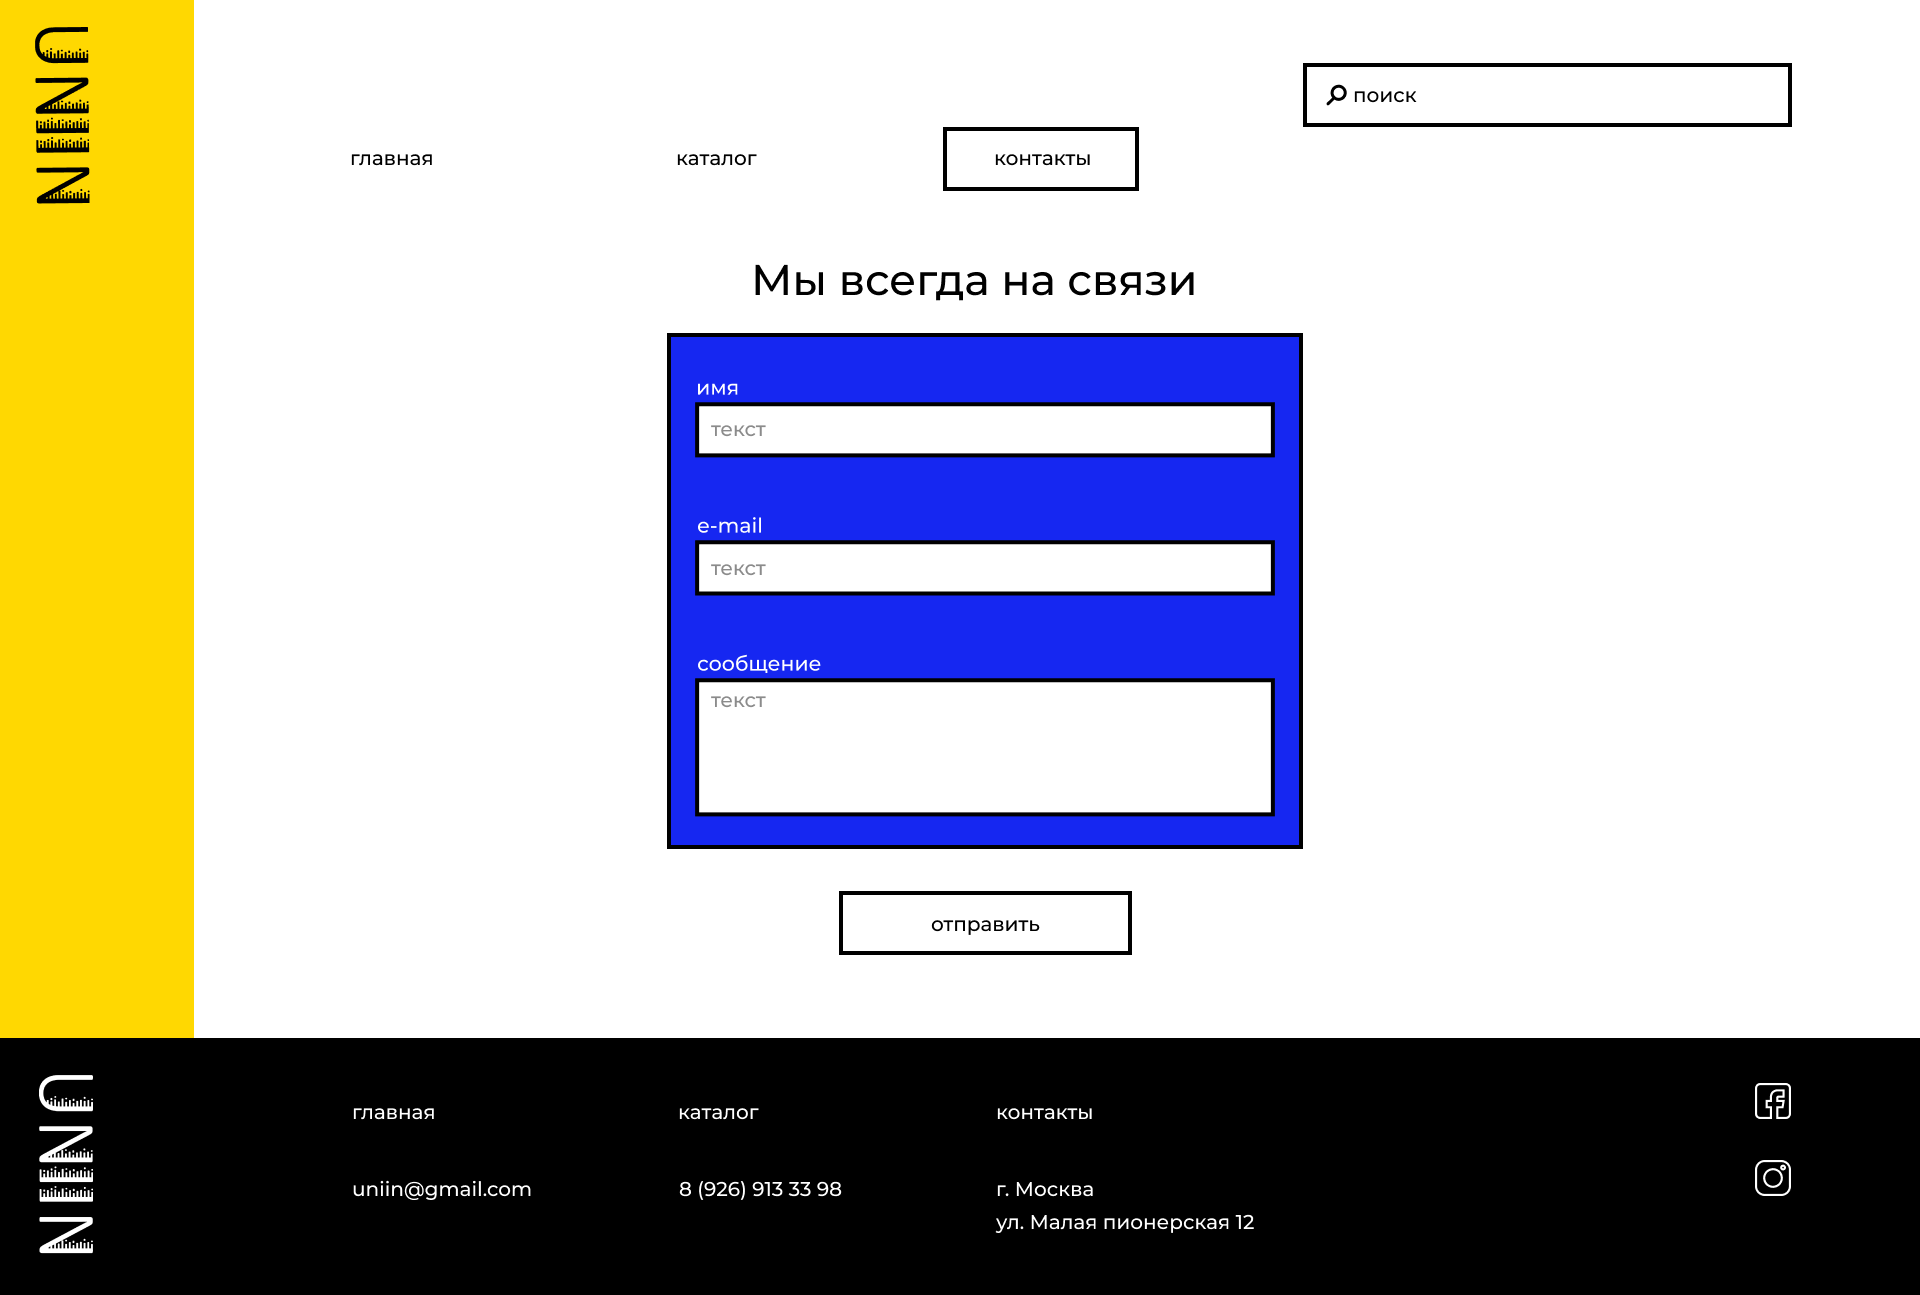 UNIIN
поиск
главная
каталог
контакты
Мы всегда на связи
имя
текст
e-mail
текст
сообщение
текст
отправить
UNIIN
главная
каталог
контакты
uniin@gmail.com
8 (926) 913 33 98
г. Москва
ул. Малая пионерская 12